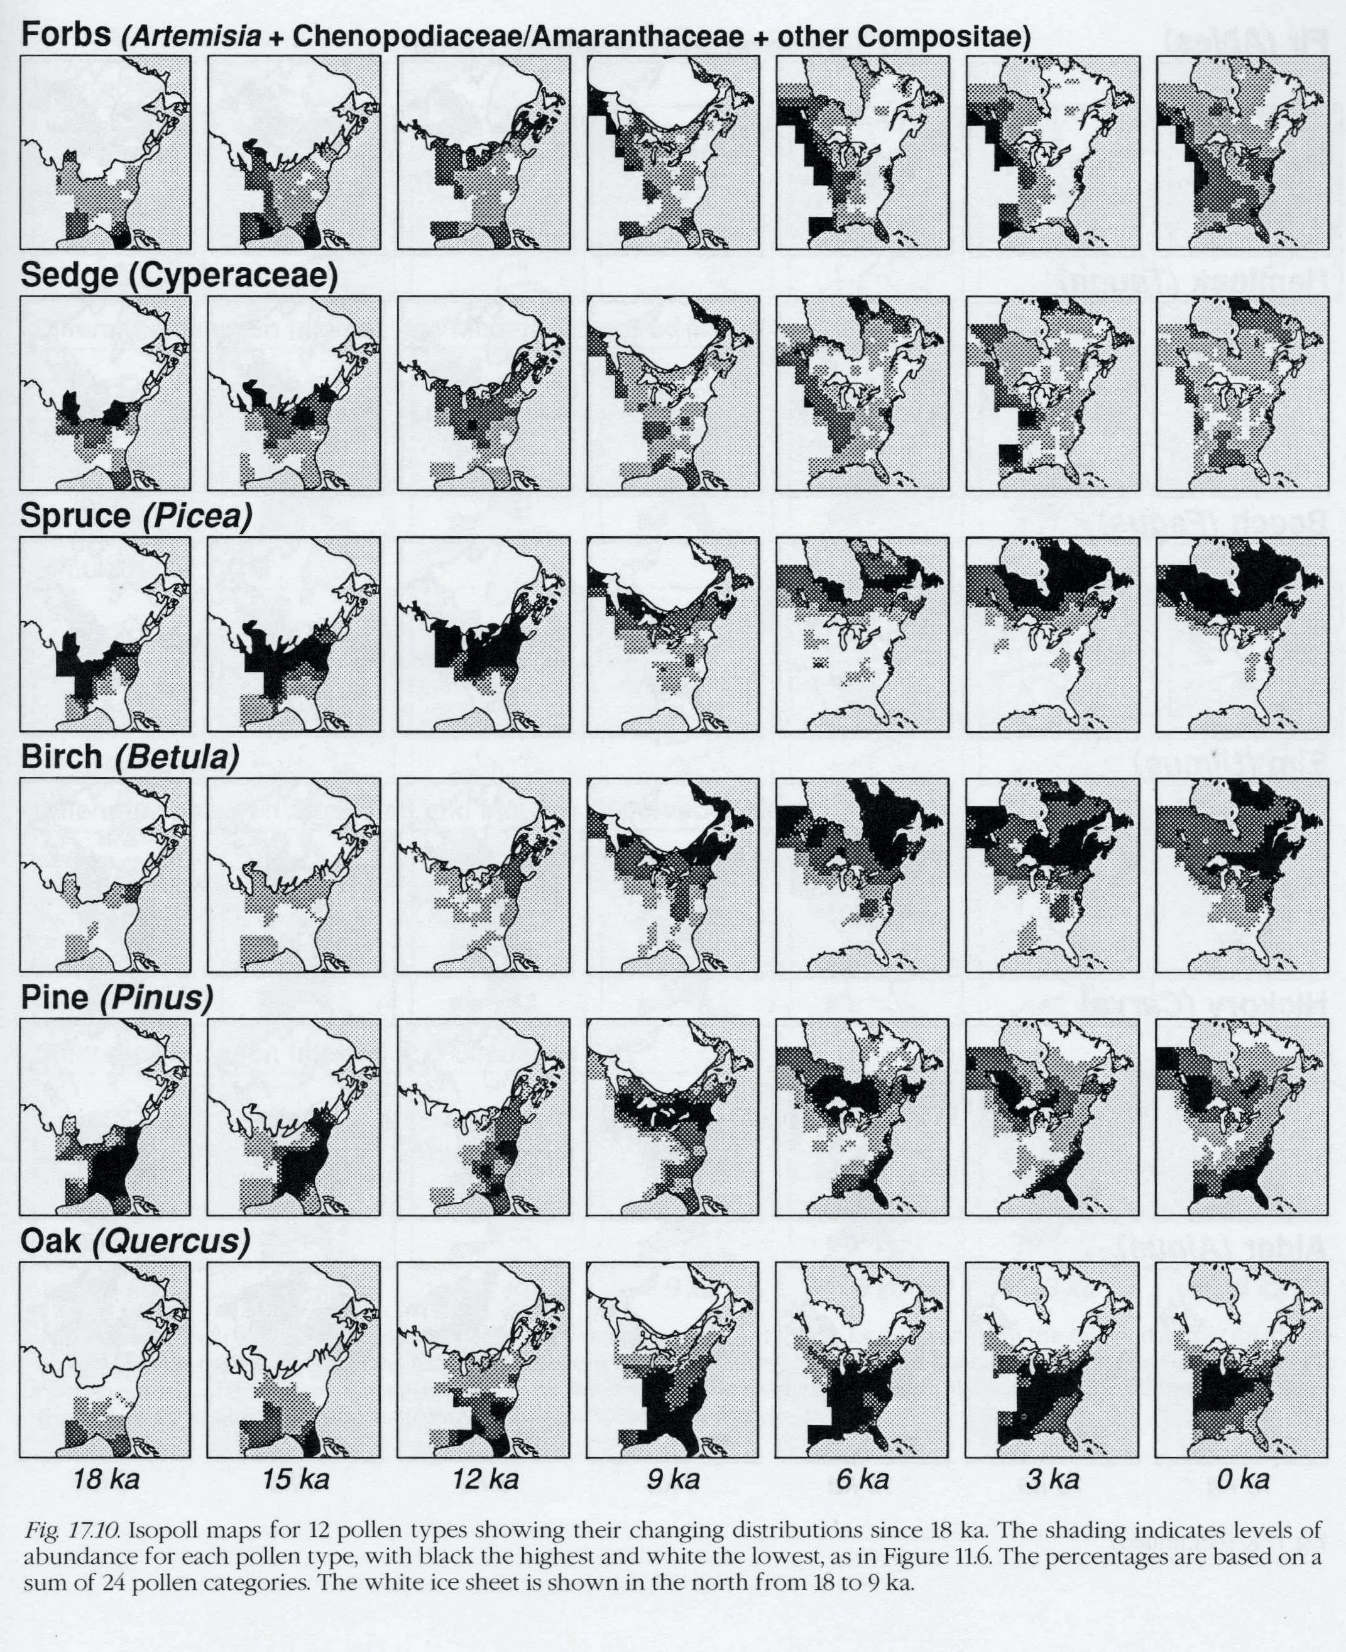 Forbs (Artemisia + Chenopodiaceae/Amaranthaceae + other Compositae)
Sedge (Cyperaceae)
Spruce (Picea)
Birch (Betula)
Pine (Pinus)
Oak (Quercus)
18 ka 15 ka 12 ka 9 ka 6 ka 3 ka 0 ka
Fig. 17.10. Isopoll maps for 12 pollen types showing their changing distributions since 18 ka. The shading indicates levels of
abundance for each pollen type, with black the highest and white the lowest, as in Figure 11.6. The percentages are based on a
sum of 24 pollen categories. The white ice sheet is shown in the north from 18 to 9 ka.